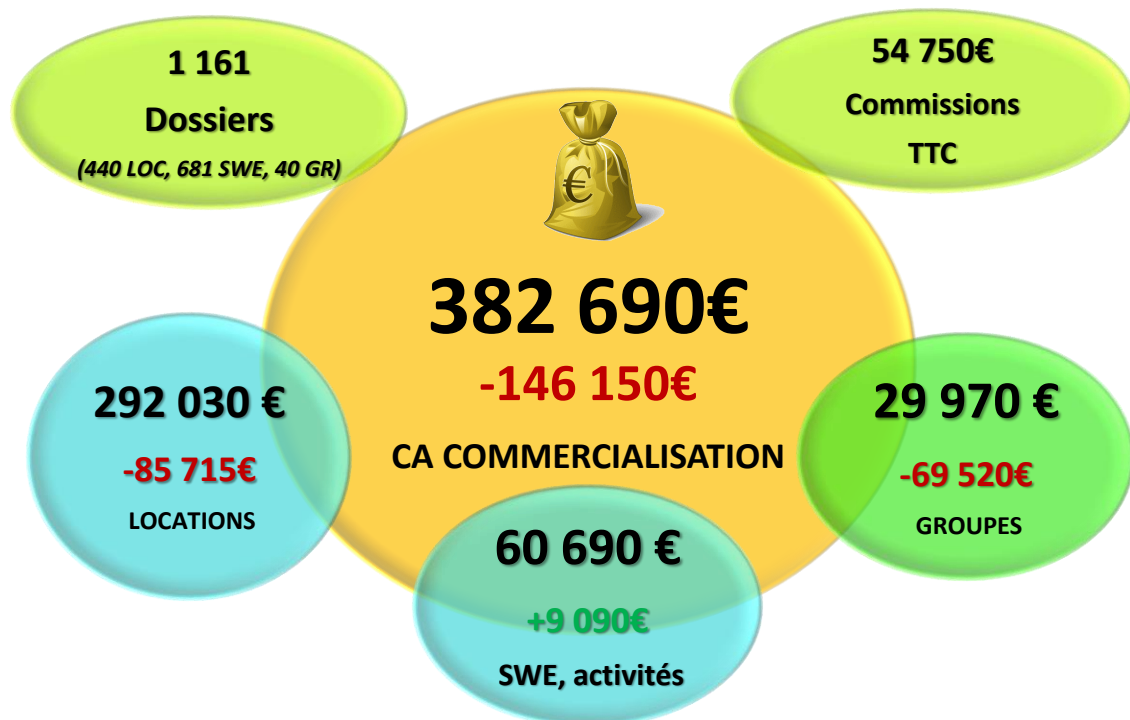 1 161
Dossiers
(440 LOC, 681 SWE, 40 GR)
54 750€
Commissions
TTC
€
382 690€
-146 150€
CA COMMERCIALISATION
292 030 €
-85 715€
LOCATIONS
29 970 €
-69 520€
GROUPES
60 690 €
+9 090€
SWE, activités